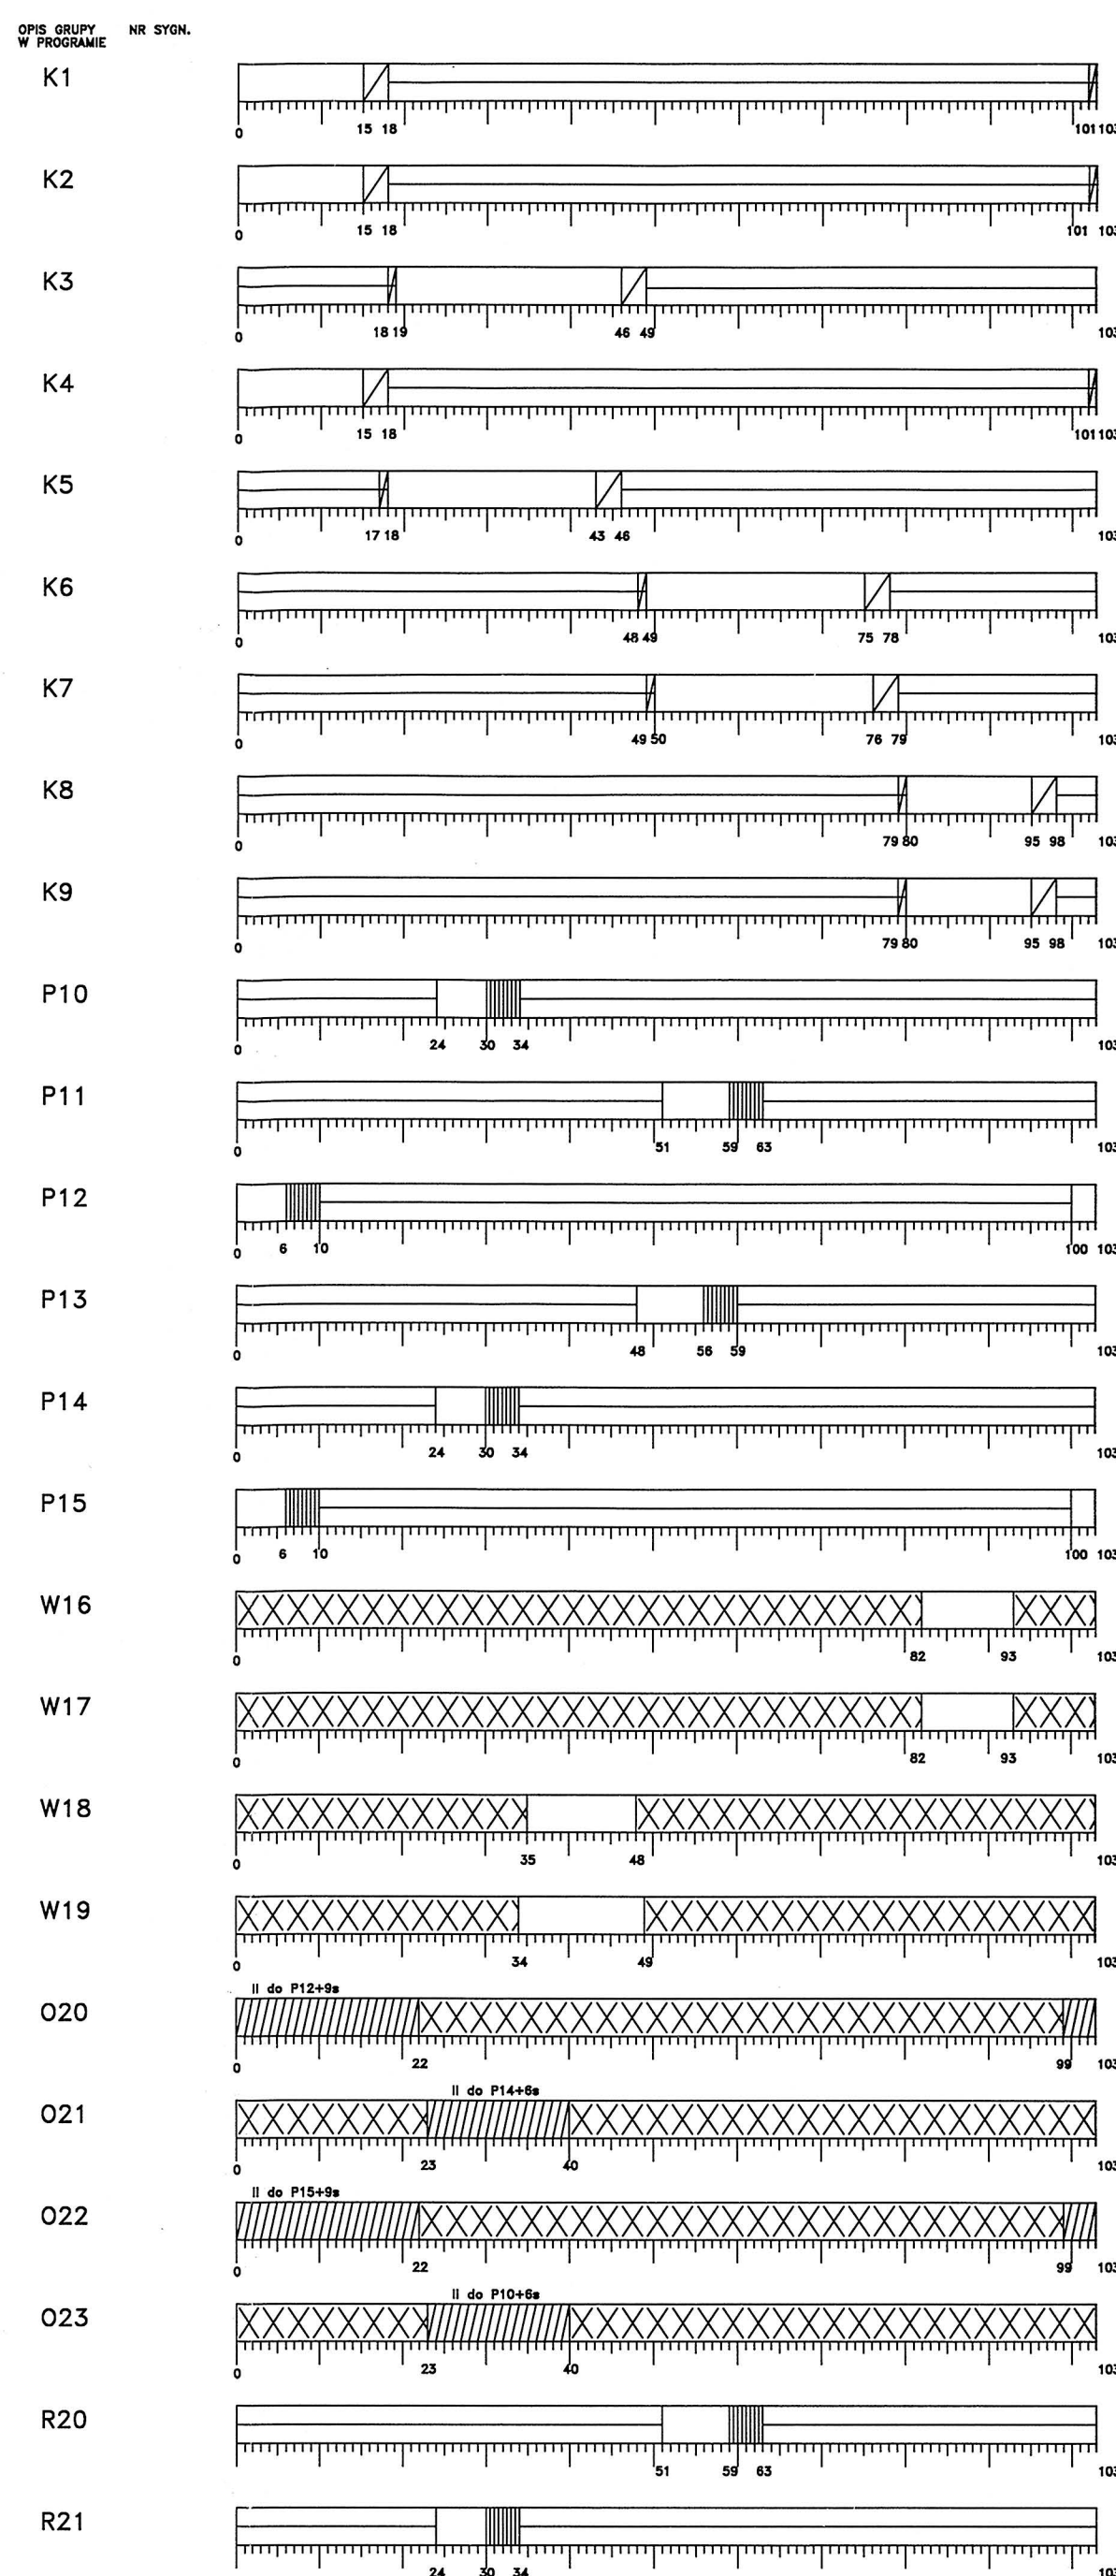 OPIS GRUPY NR SYGN.
W PROGRAMIE
K1
0 15 18 101 103
K2
0 15 18 101 103
K3
0 18 19 46 49 103
K4
0 15 18 101 103
K5
0 17 18 43 46 103
K6
0 48 49 75 78 103
K7
0 49 50 76 79 103
K8
0 79 80 95 98 103
K9
0 79 80 95 98 103
P10
0 24 30 34 103
P11
0 51 59 63 103
P12
0 6 10 100 103
P13
0 48 56 59 103
P14
0 24 30 34 103
P15
0 6 10 100 103
W16
0 82 93 103
W17
0 82 93 103
W18
0 35 48 103
W19
0 34 49 103
II do P12+9s
O20
0 22 99 103
II do P14+6s
O21
0 23 40 103
II do P15+9s
O22
0 22 99 103
II do P10+6s
O23
0 23 40 103
R20
51 59 63 103
R21
24 30 34 103